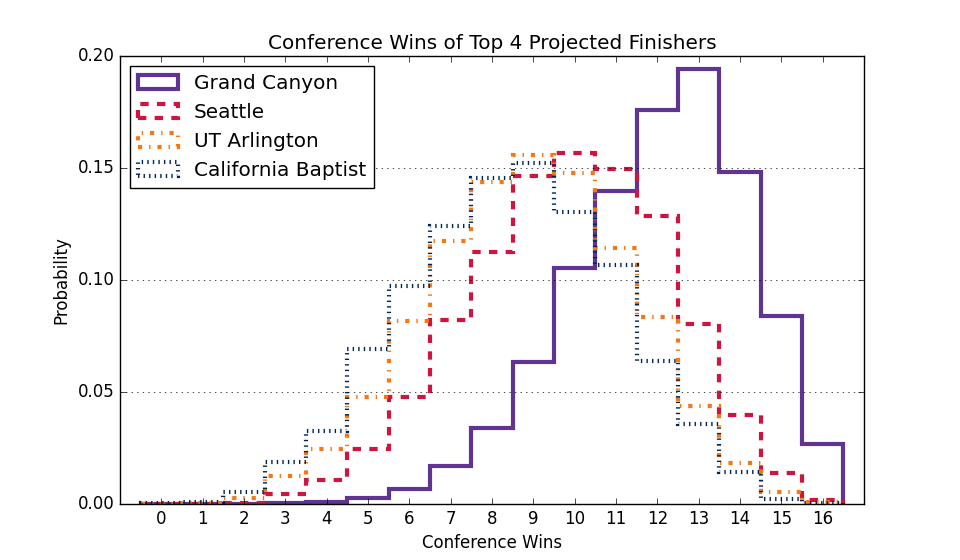 Conference Wins of Top 4 Projected Finishers
Grand Canyon
Seattle
UT Arlington
California Baptist
Probability
0.20
0.15
0.10
0.05
0.00
0 1 2 3 4 5 6 7 8 9 10 11 12 13 14 15 16
Conference Wins